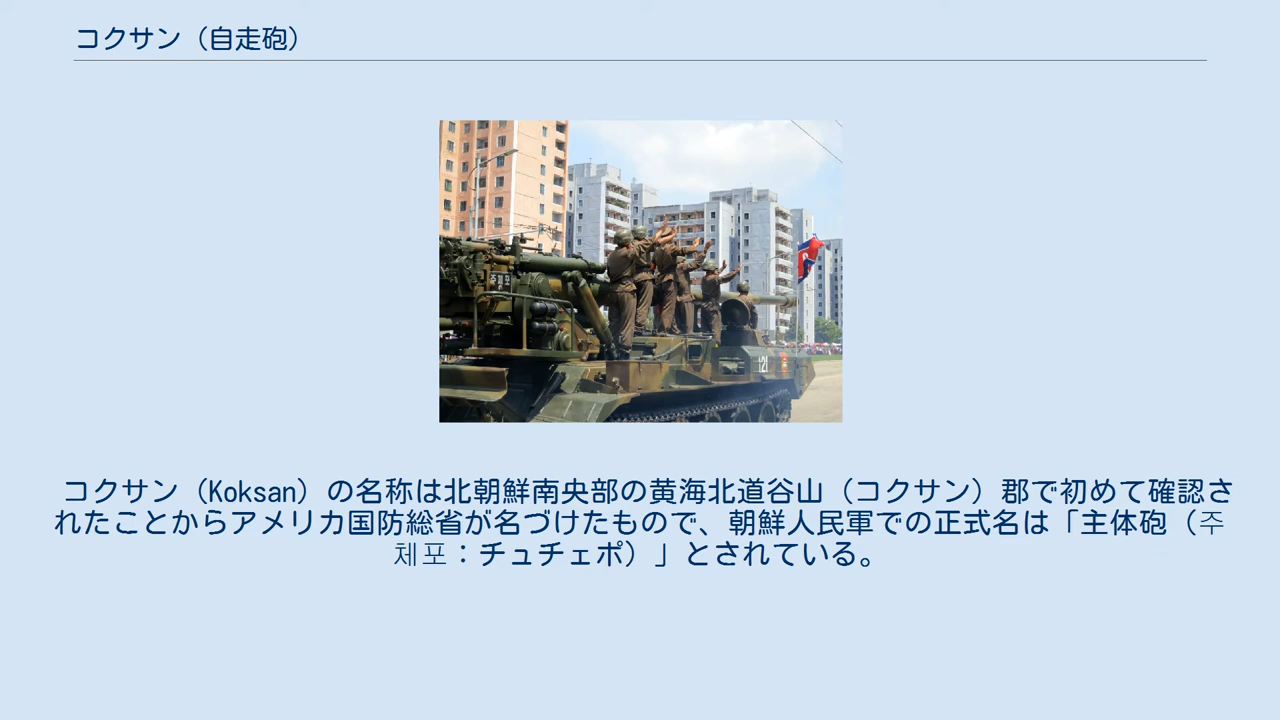 コクサン（自走砲）
주체포
121
コクサン（Koksan）の名称は北朝鮮南央部の黄海北道谷山（コクサン）郡で初めて確認さ
れたことからアメリカ国防総省が名づけたもので、朝鮮人民軍での正式名は「主体砲（주
체포：チュチェポ）」とされている。